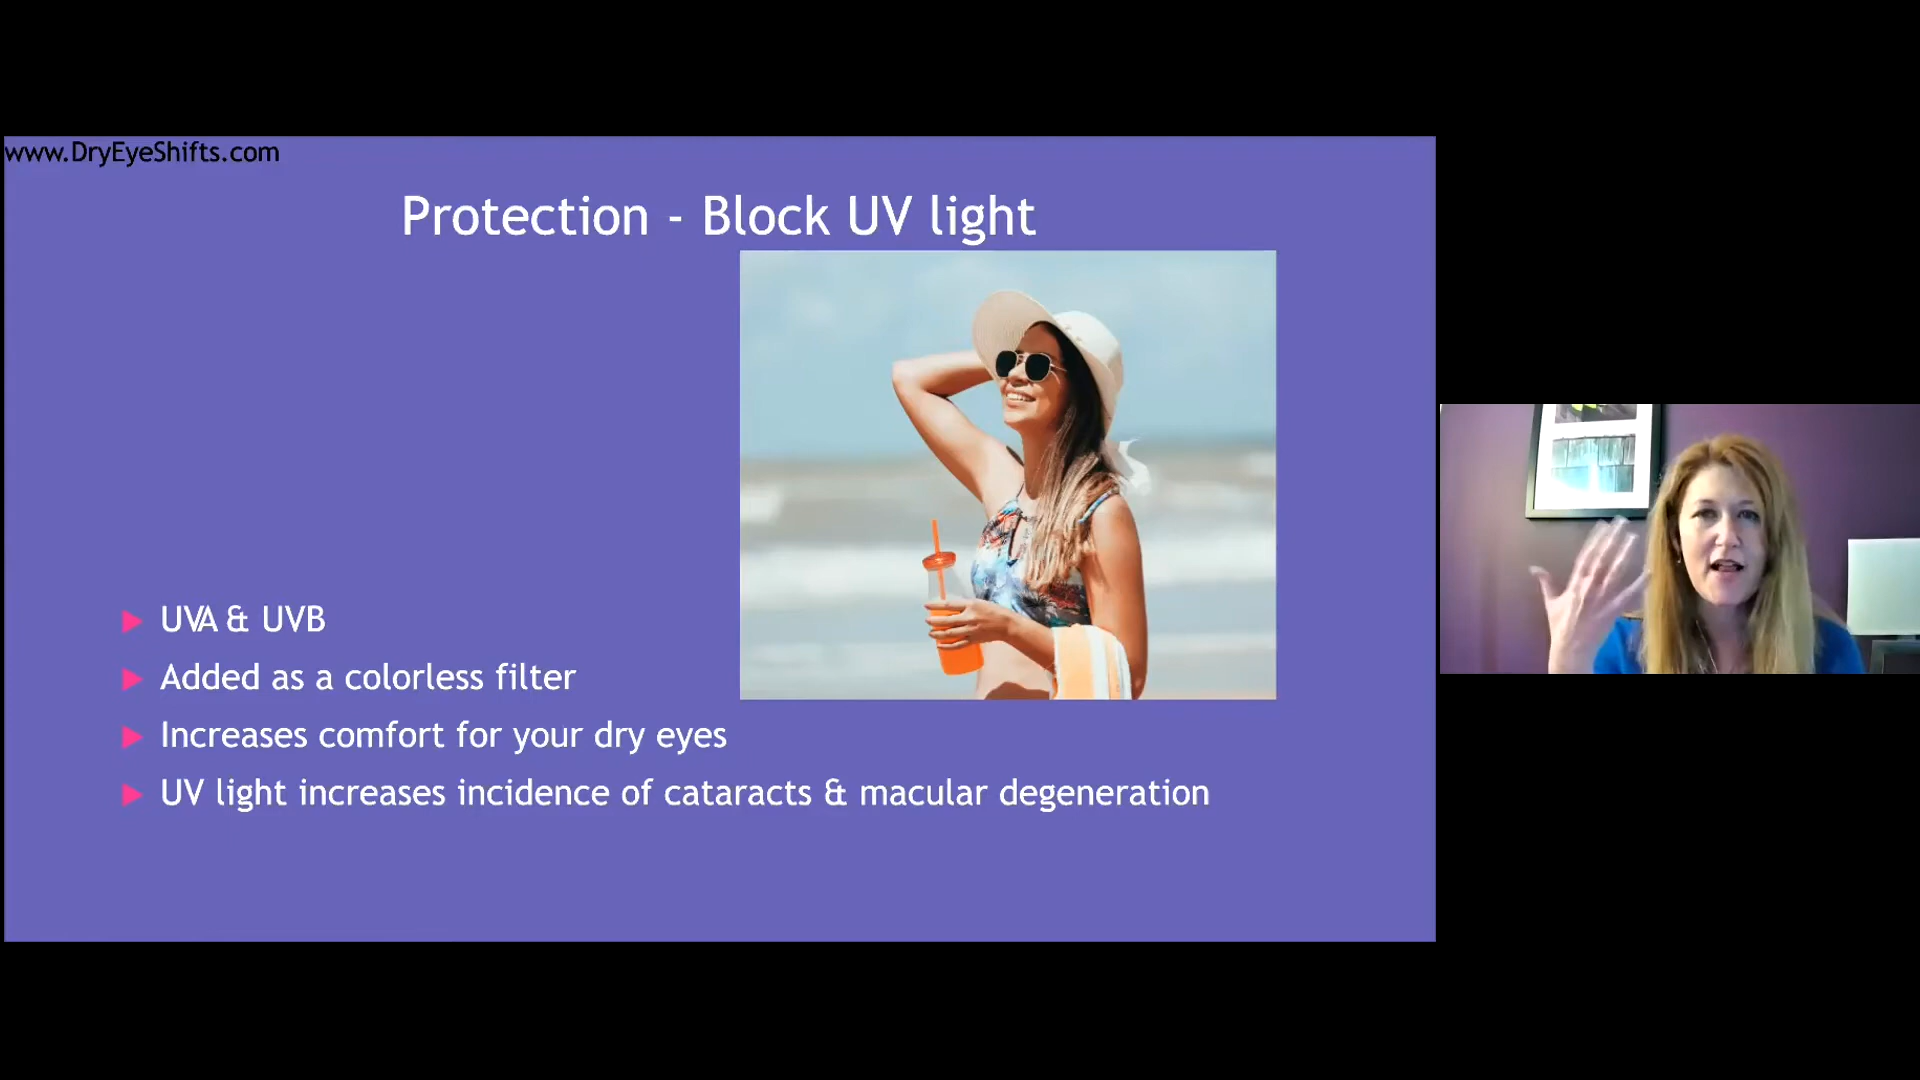 www.DryEyeShifts.com
Protection - Block UV light
UVA & UVB
Added as a colorless filter
Increases comfort for your dry eyes
UV light increases incidence of cataracts & macular degeneration